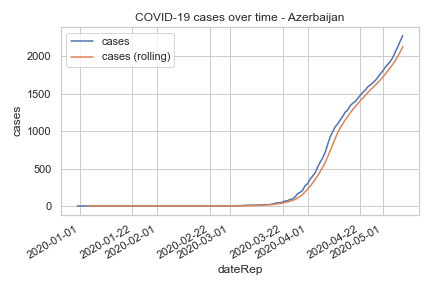 COVID-19 cases over time - Azerbaijan
cases
cases (rolling)
cases
2000
1500
1000
500
0
2020-01-01
2020-01-22
2020-02-01
2020-02-22
2020-03-01
2020-03-22
2020-04-01
2020-04-22
2020-05-01
dateRep